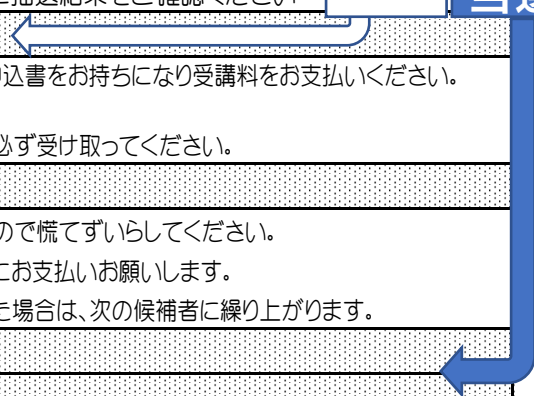 抽選結果をご確認ください
当選
込書をお持ちになり受講料をお支払いください。
必ず受け取ってください。
ので慌てずいらしてください。
にお支払いお願いします。
た場合は、次の候補者に繰り上がります。